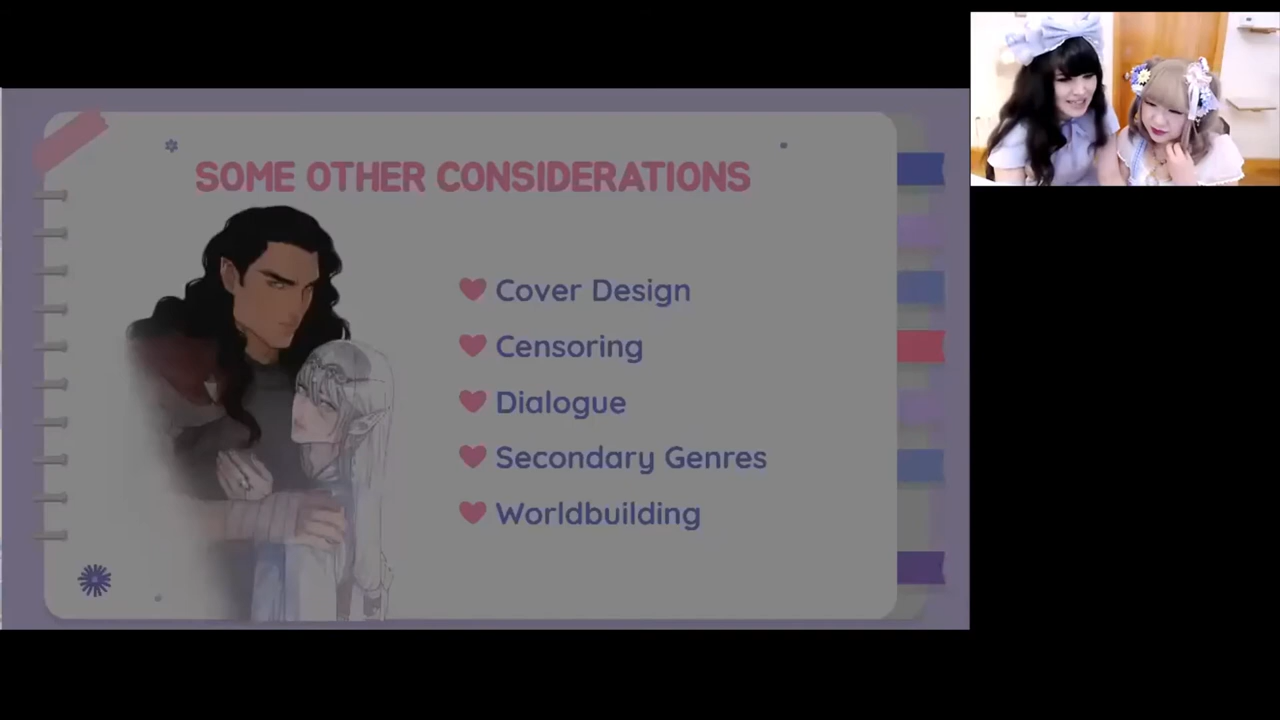 SOME OTHER CONSIDERATIONS
Cover Design
Censoring
Dialogue
Secondary Genres
Worldbuilding